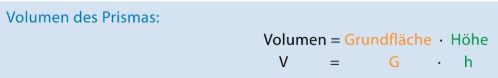 Volumen des Prismas:
Volumen = Grundfläche · Höhe
V = G · h